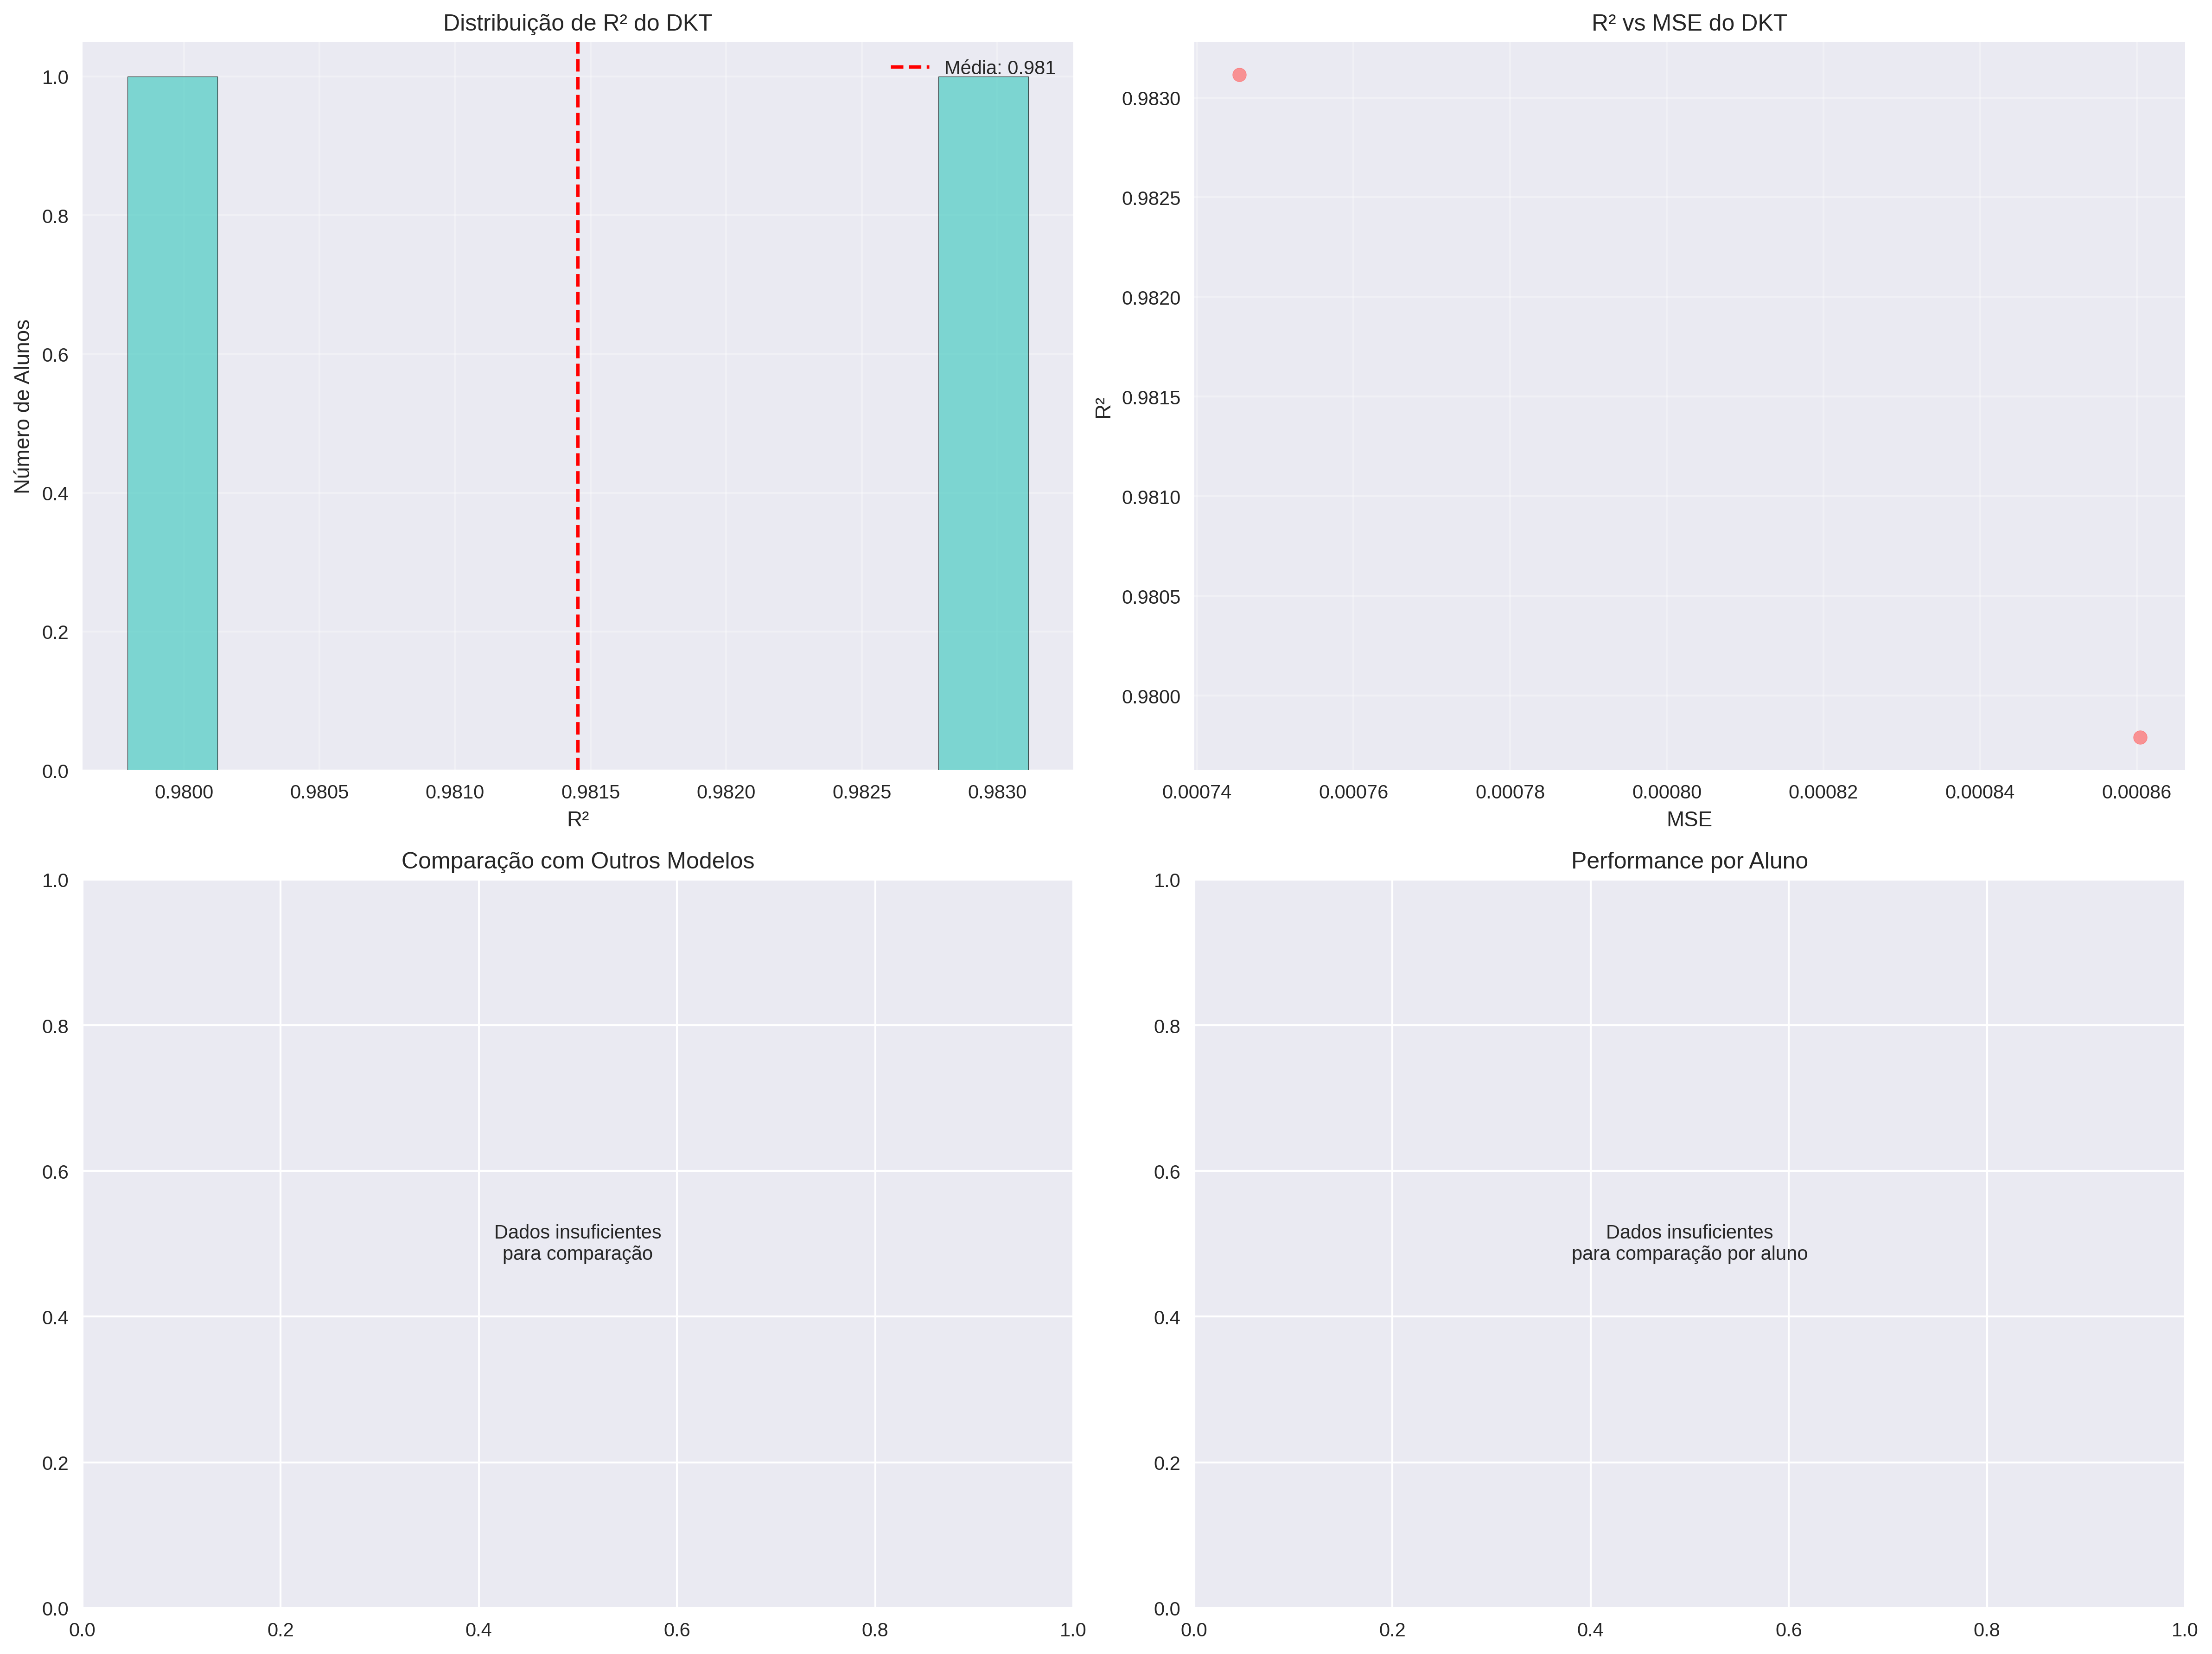 Distribuição de R² do DKT
Média: 0.981
1.0
0.8
0.6
0.4
0.2
0.0
Número de Alunos
0.9800 0.9805 0.9810 0.9815 0.9820 0.9825 0.9830
R²
R² vs MSE do DKT
0.9830
0.9825
0.9820
0.9815
0.9810
0.9805
0.9800
R²
0.00074 0.00076 0.00078 0.00080 0.00082 0.00084 0.00086
MSE
Comparação com Outros Modelos
1.0
0.8
0.6
0.4
0.2
0.0
Dados insuficientes
para comparação
0.0 0.2 0.4 0.6 0.8 1.0
Performance por Aluno
1.0
0.8
0.6
0.4
0.2
0.0
Dados insuficientes
para comparação por aluno
0.0 0.2 0.4 0.6 0.8 1.0